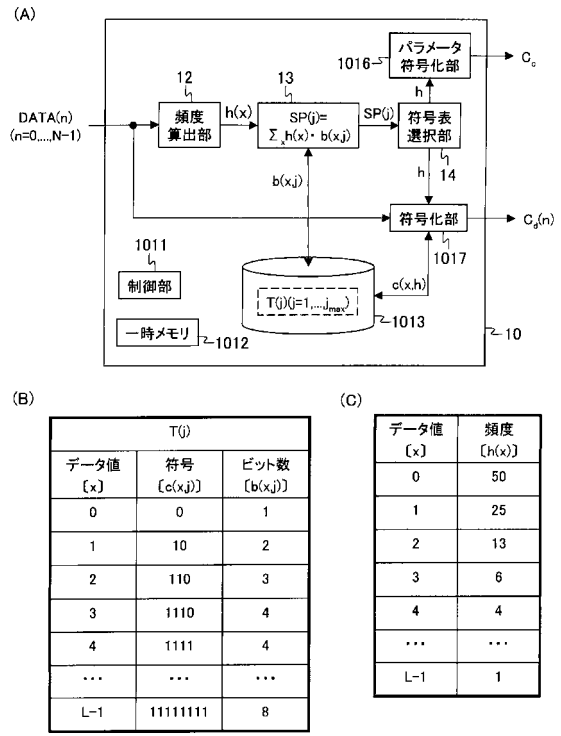 (A)
パラメータ
符号化部
1016
C_c
h
12
13
DATA(n)
(n=0,...,N-1)
頻度
算出部
h(x)
SP(j)=
Σ_x h(x)・b(x,j)
SP(j)
符号表
選択部
14
b(x,j)
h
符号化部
C_d(n)
1017
1011
制御部
c(x,h)
T(j)(j=1,...,j_max)
1013
一時メモリ
1012
10
(B)
T(j)
データ値 符号 ビット数
〔x〕 〔c(x,j)〕 〔b(x,j)〕
0 0 1
1 10 2
2 110 3
3 1110 4
4 1111 4
・・・ ・・・ ・・・
L-1 11111111 8
(C)
データ値 頻度
〔x〕 〔h(x)〕
0 50
1 25
2 13
3 6
4 4
・・・ ・・・
L-1 1